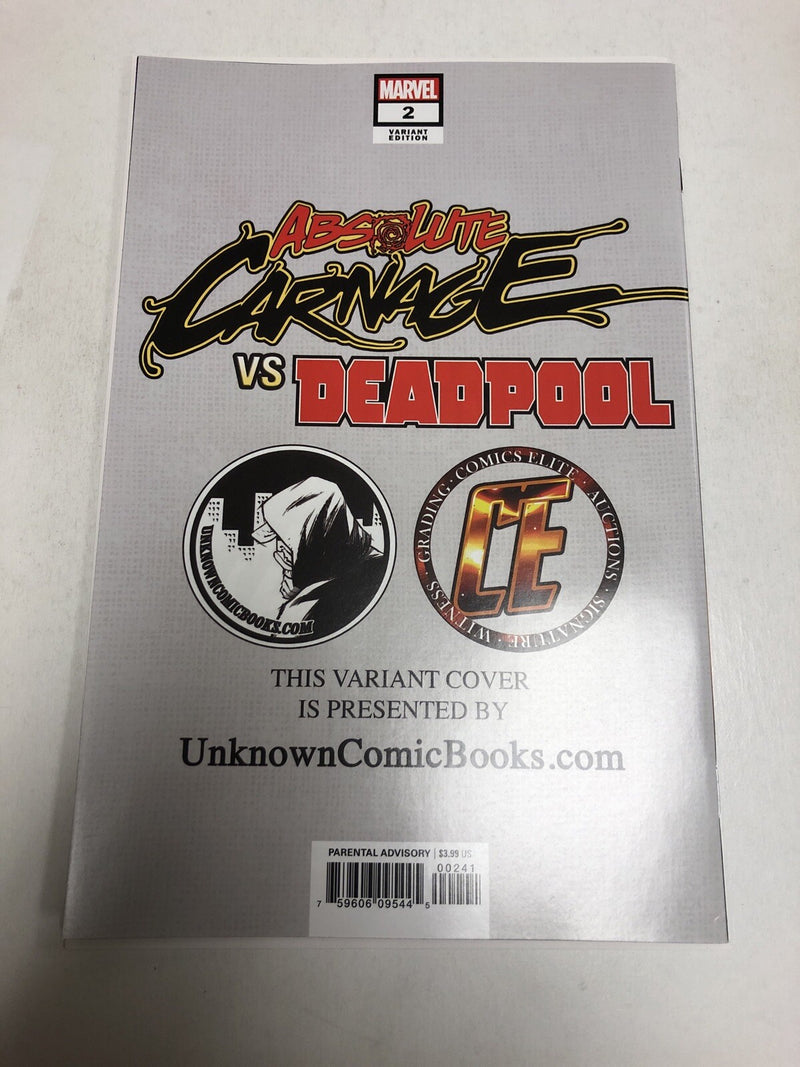 MARVEL
2
VARIANT
EDITION
ABSOLUTE
CARNAGE
VS DEADPOOL
UNKNOWNCOMICBOOKS.COM
GRADING · COMICS ELITE · AUCTIONS · SIGNATURE · WITNESS ·
CE
THIS VARIANT COVER
IS PRESENTED BY
UnknownComicBooks.com
PARENTAL ADVISORY $3.99 US
00241
7 59606 09544 5